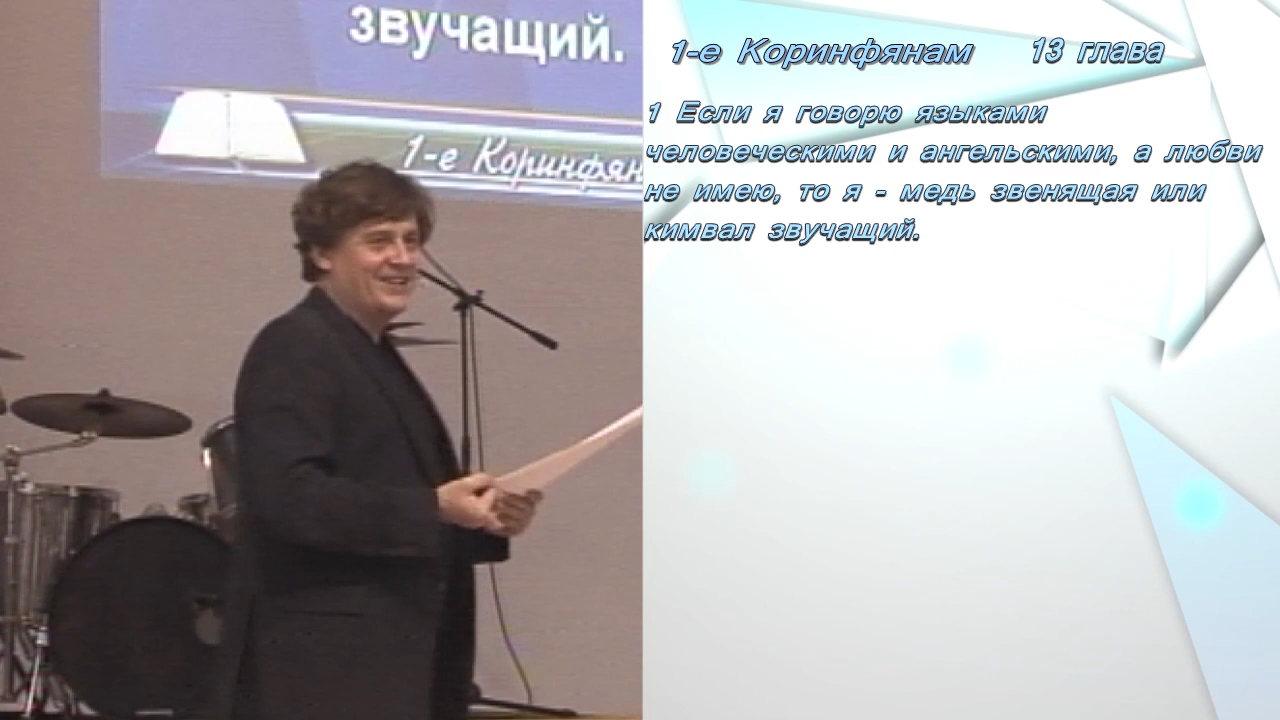 звучащий.
1-е Коринфян
1-е Коринфянам 13 глава
1 Если я говорю языками
человеческими и ангельскими, а любви
не имею, то я - медь звенящая или
кимвал звучащий.